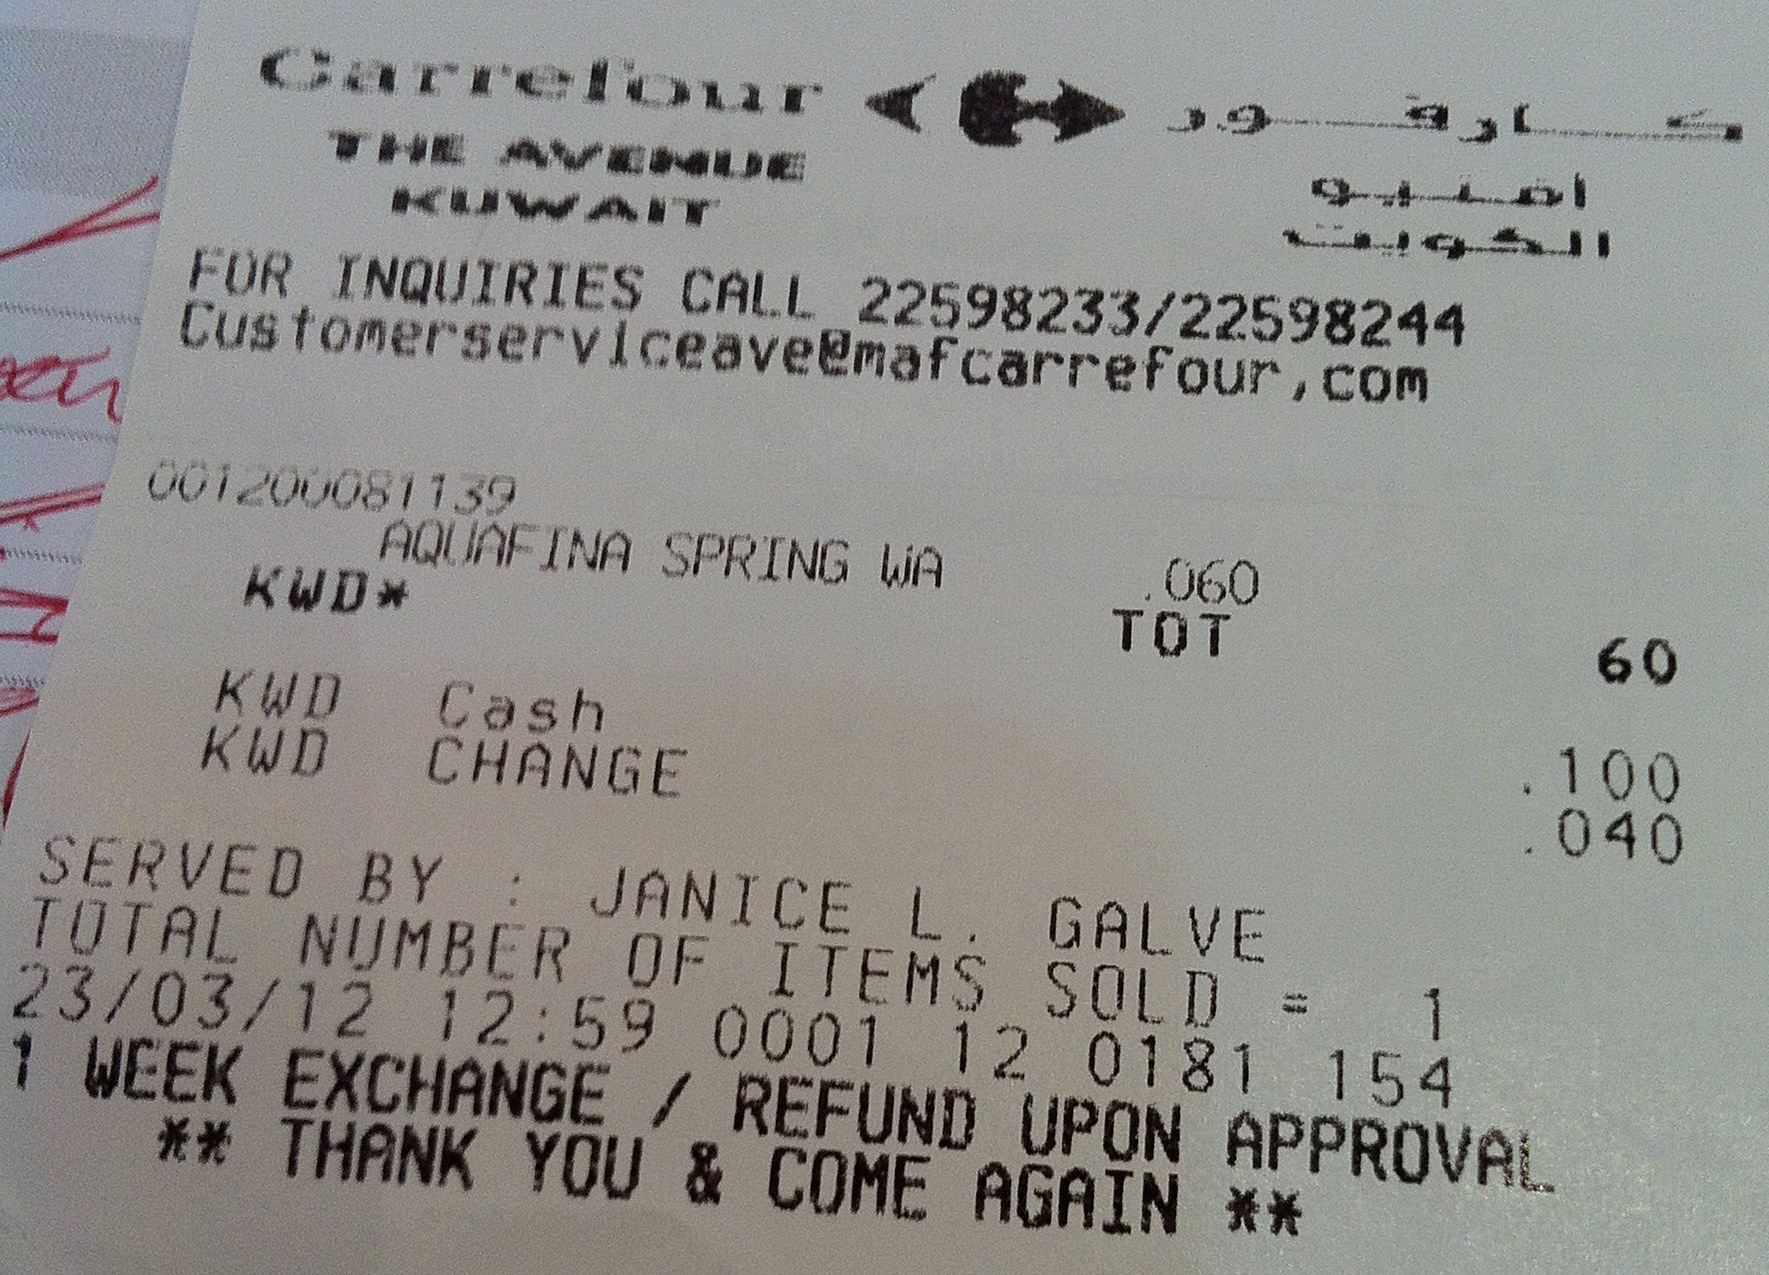 Carrefour كارفور
THE AVENUE افنيو
KUWAIT الكويت
FOR INQUIRIES CALL 22598233/22598244
Customerserviceave@mafcarrefour.com
001200081139
AQUAFINA SPRING WA .060
KWD* TOT 60
KWD Cash .100
KWD CHANGE .040
SERVED BY : JANICE L. GALVE
TOTAL NUMBER OF ITEMS SOLD = 1
23/03/12 12:59 0001 12 0181 154
1 WEEK EXCHANGE / REFUND UPON APPROVAL
** THANK YOU & COME AGAIN **